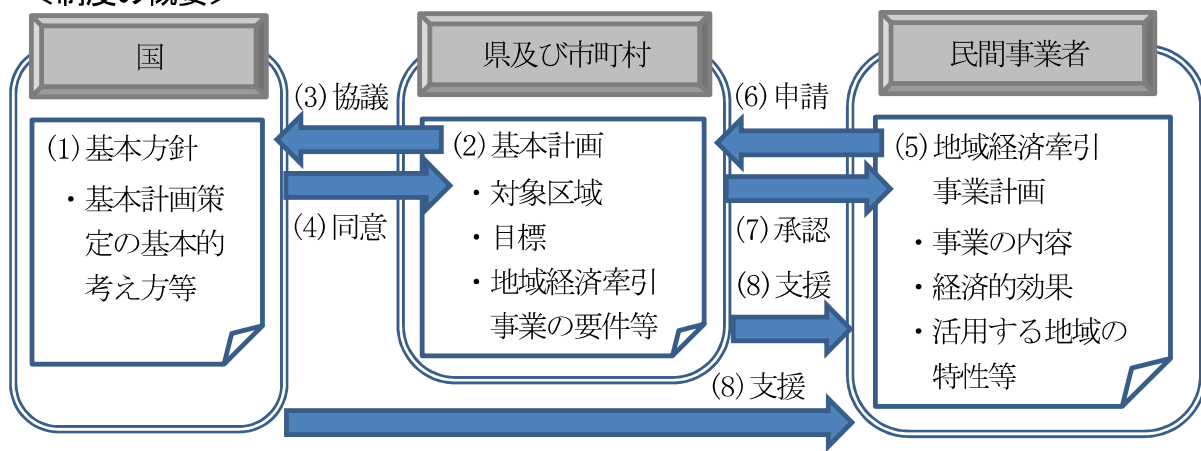 <制度の概要>
国
県及び市町村
民間事業者
(1)基本方針
・基本計画策
定の基本的
考え方等
(3)協議
(4)同意
(2)基本計画
・対象区域
・目標
・地域経済牽引
事業の要件等
(6)申請
(7)承認
(8)支援
(8)支援
(5)地域経済牽引
事業計画
・事業の内容
・経済的効果
・活用する地域の
特性等